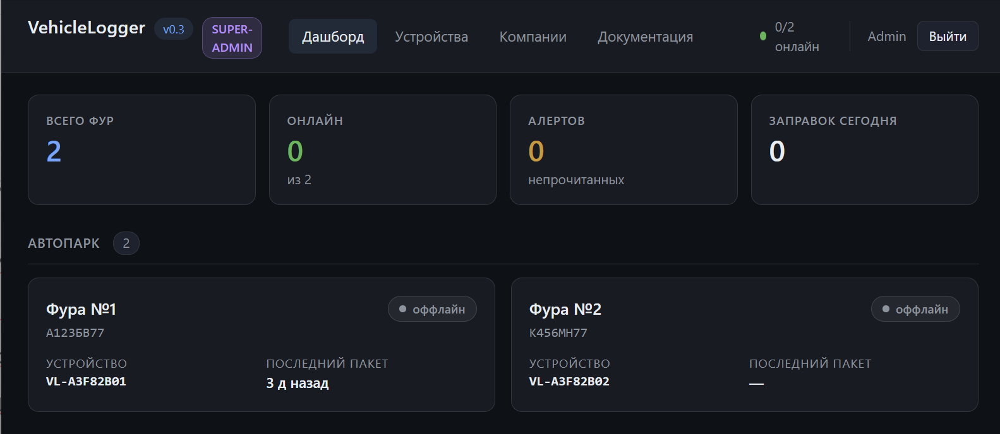 VehicleLogger
v0.3
SUPER-
ADMIN
Дашборд
Устройства
Компании
Документация
0/2
онлайн
Admin
Выйти
ВСЕГО ФУР
2
ОНЛАЙН
0
из 2
АЛЕРТОВ
0
непрочитанных
ЗАПРАВОК СЕГОДНЯ
0
АВТОПАРК
2
Фура №1
оффлайн
А123БВ77
УСТРОЙСТВО
VL-A3F82B01
ПОСЛЕДНИЙ ПАКЕТ
3 д назад
Фура №2
оффлайн
К456МН77
УСТРОЙСТВО
VL-A3F82B02
ПОСЛЕДНИЙ ПАКЕТ
—